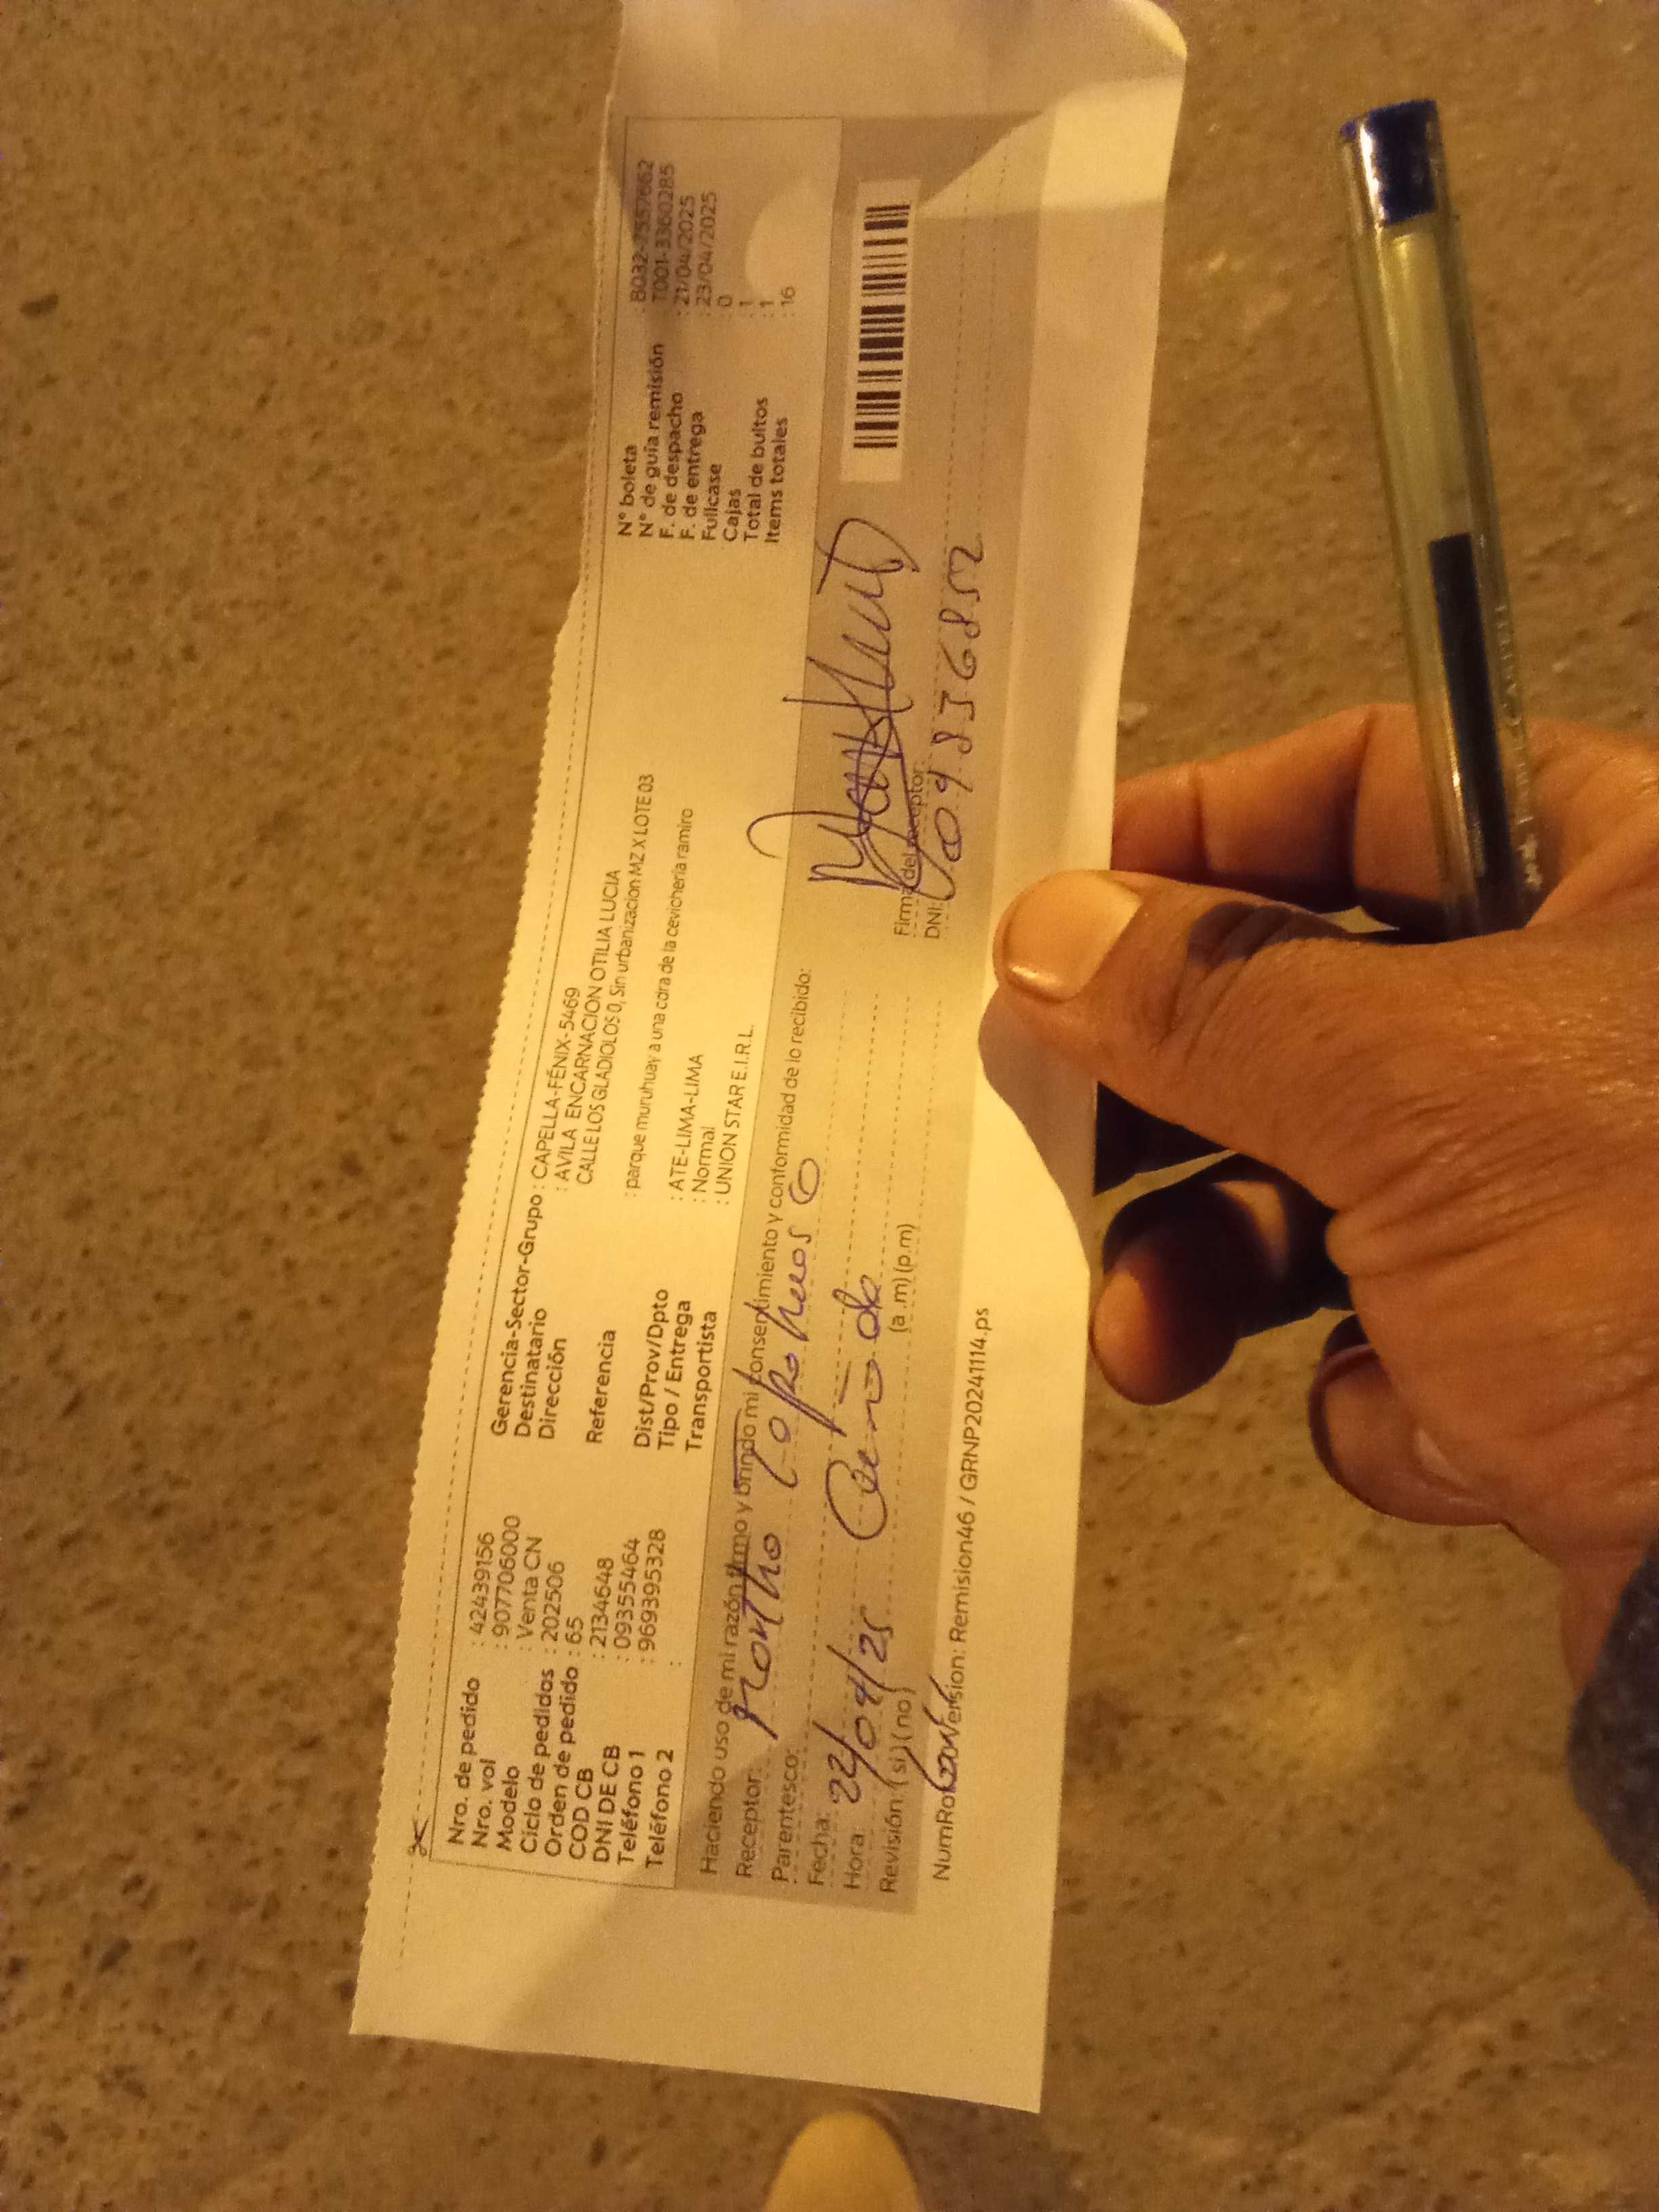 Nro. de pedido : 42439156
Nro. vol : 907706000
Modelo : Venta CN
Ciclo de pedidos : 202506
Orden de pedido : 65
COD CB : 2134648
DNI DE CB : 09355464
Teléfono 1 : 969395328
Teléfono 2 :
Gerencia-Sector-Grupo : CAPELLA-FÉNIX-5469
Destinatario : AVILA ENCARNACION OTILIA LUCIA
Dirección CALLE LOS GLADIOLOS 0, Sin urbanizacion MZ X LOTE 03
Referencia : parque muruhuay a una cdra de la cevicheria ramiro
Dist/Prov/Dpto : ATE-LIMA-LIMA
Tipo / Entrega : Normal
Transportista : UNION STAR E.I.R.L.
N° boleta : B032-7557662
N° de guía remisión : T001-3360285
F. de despacho : 21/04/2025
F. de entrega : 23/04/2025
Fullcase : 0
Cajas : 1
Total de bultos : 1
Items totales : 16
Haciendo uso de mi razón firmo y brindo mi consentimiento y conformidad de lo recibido:
Receptor:
Parentesco:
Fecha: 22/04/25
Hora: (a .m) (p.m)
Revisión: (si) (no)
Firma del receptor:
DNI: 09836852
Version: Remision46 / GRNP20241114.ps